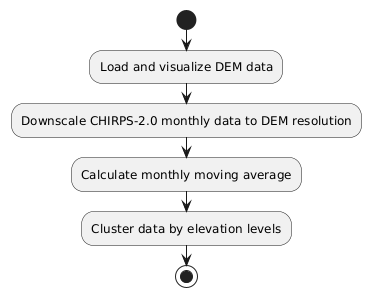 Load and visualize DEM data
Downscale CHIRPS-2.0 monthly data to DEM resolution
Calculate monthly moving average
Cluster data by elevation levels